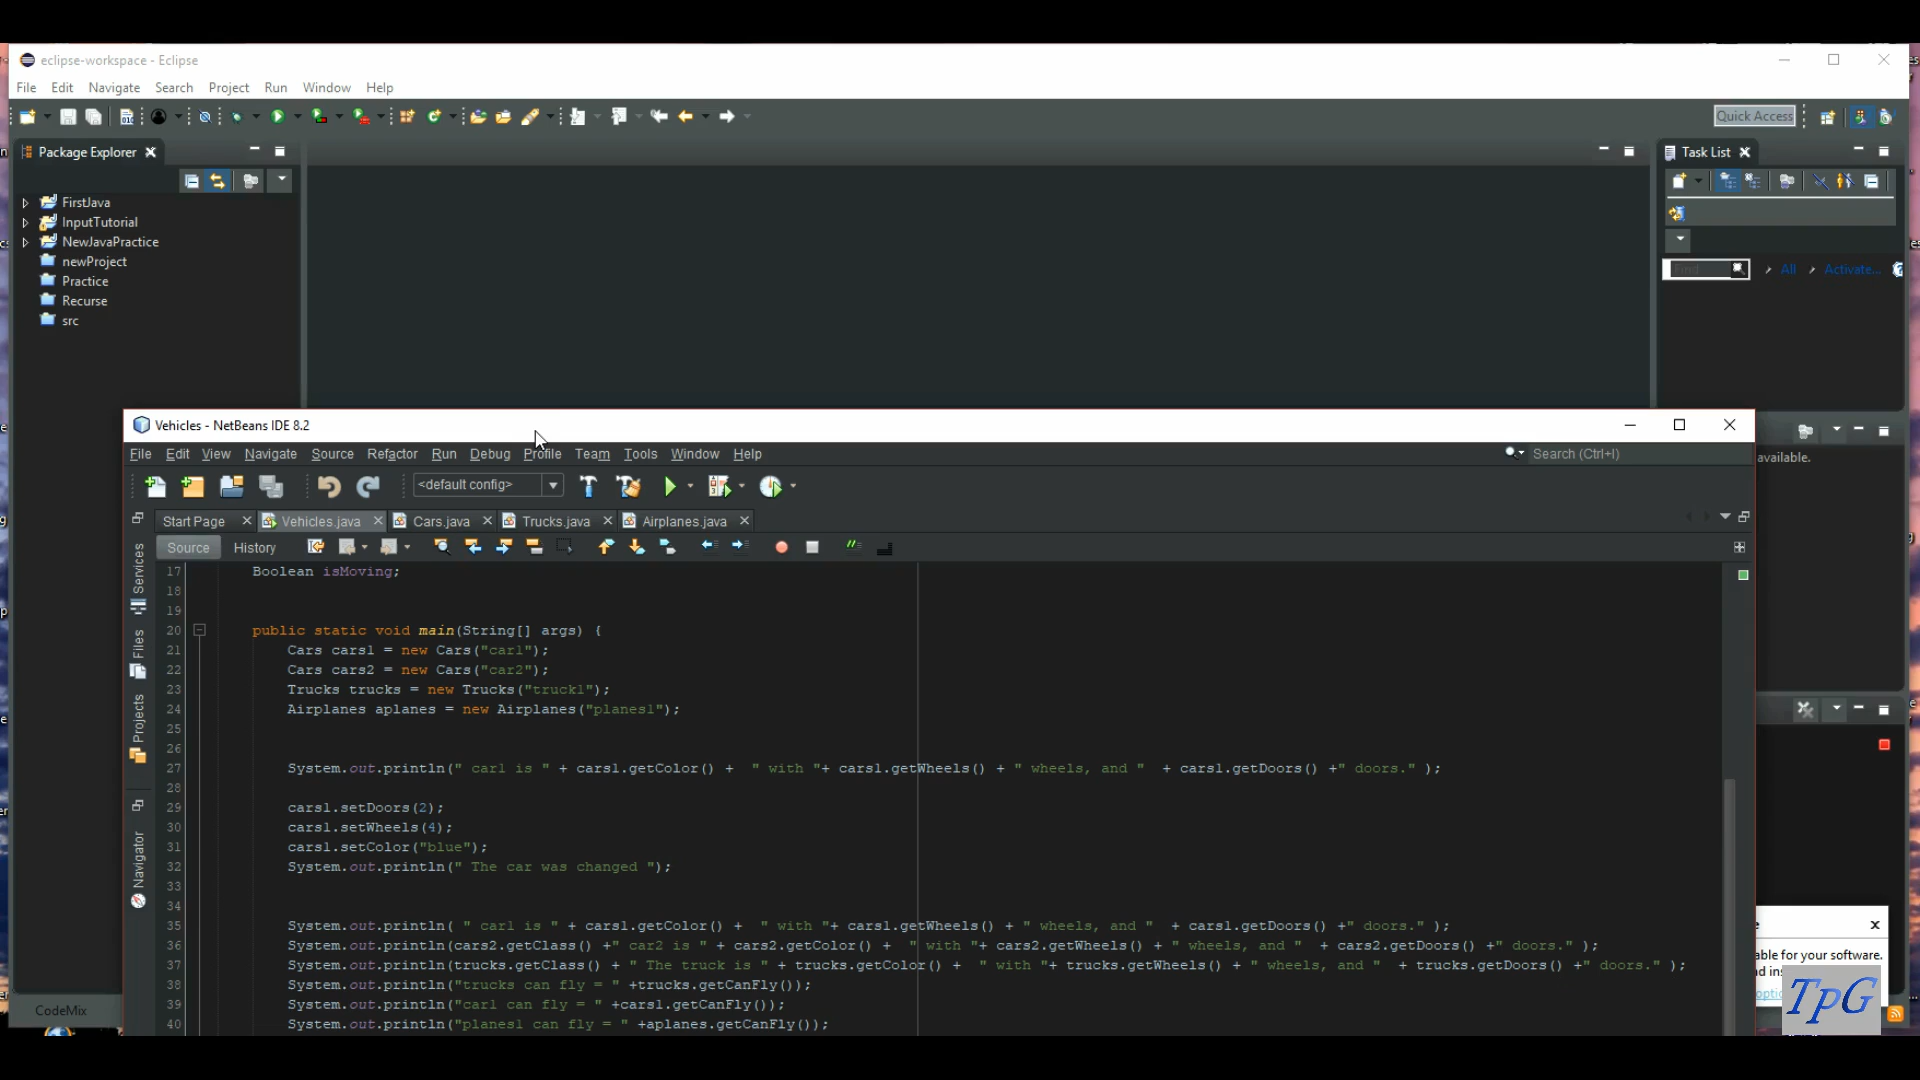 eclipse-workspace - Eclipse
File Edit Navigate Search Project Run Window Help
Quick Access
Package Explorer
Task List
FirstJava
InputTutorial
NewJavaPractice
newProject
Practice
Recurse
src
Find All Activate...
Vehicles - NetBeans IDE 8.2
available.
File Edit View Navigate Source Refactor Run Debug Profile Team Tools Window Help
Search (Ctrl+I)
<default config>
Start Page Vehicles.java Cars.java Trucks.java Airplanes.java
Source History
Services
Files
Projects
Navigator
17 Boolean isMoving;
18
19
20 public static void main(String[] args) {
21 Cars cars1 = new Cars("car1");
22 Cars cars2 = new Cars("car2");
23 Trucks trucks = new Trucks("truck1");
24 Airplanes aplanes = new Airplanes("planes1");
25
26
27 System.out.println(" car1 is " + cars1.getColor() + " with "+ cars1.getWheels() + " wheels, and " + cars1.getDoors() +" doors." );
28
29 cars1.setDoors(2);
30 cars1.setWheels(4);
31 cars1.setColor("blue");
32 System.out.println(" The car was changed ");
33
34
35 System.out.println( " car1 is " + cars1.getColor() + " with "+ cars1.getWheels() + " wheels, and " + cars1.getDoors() +" doors." );
36 System.out.println(cars2.getClass() +" car2 is " + cars2.getColor() + " with "+ cars2.getWheels() + " wheels, and " + cars2.getDoors() +" doors." );
37 System.out.println(trucks.getClass() + " The truck is " + trucks.getColor() + " with "+ trucks.getWheels() + " wheels, and " + trucks.getDoors() +" doors." );
38 System.out.println("trucks can fly = " +trucks.getCanFly());
39 System.out.println("car1 can fly = " +cars1.getCanFly());
40 System.out.println("planes1 can fly = " +aplanes.getCanFly());
able for your software.
CodeMix
TpG